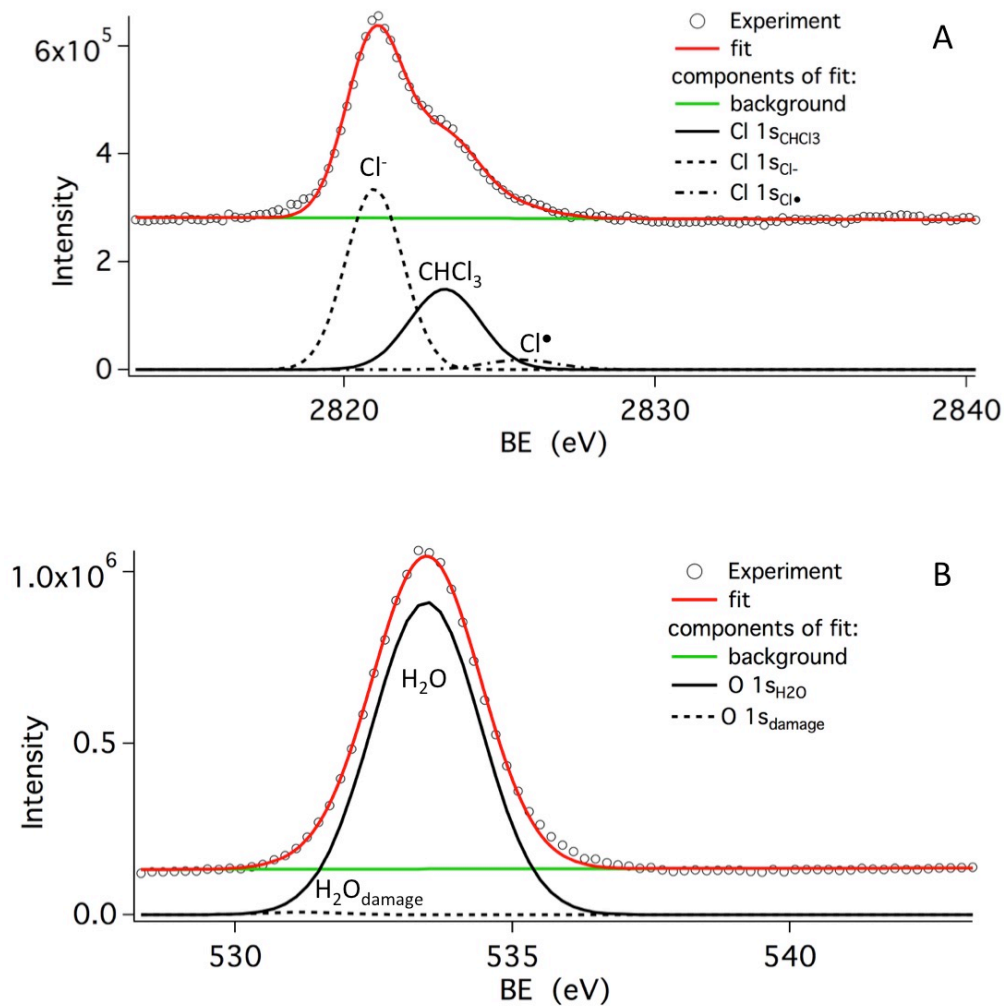 A
6x10⁵
4
2
0
Intensity
Experiment
fit
components of fit:
background
Cl 1s_CHCl3
Cl 1s_Cl-
Cl 1s_Cl•
Cl⁻
CHCl₃
Cl•
2820
2830
2840
BE (eV)
B
1.0x10⁶
0.5
0.0
Intensity
Experiment
fit
components of fit:
background
O 1s_H2O
O 1s_damage
H₂O
H₂O_damage
530
535
540
BE (eV)